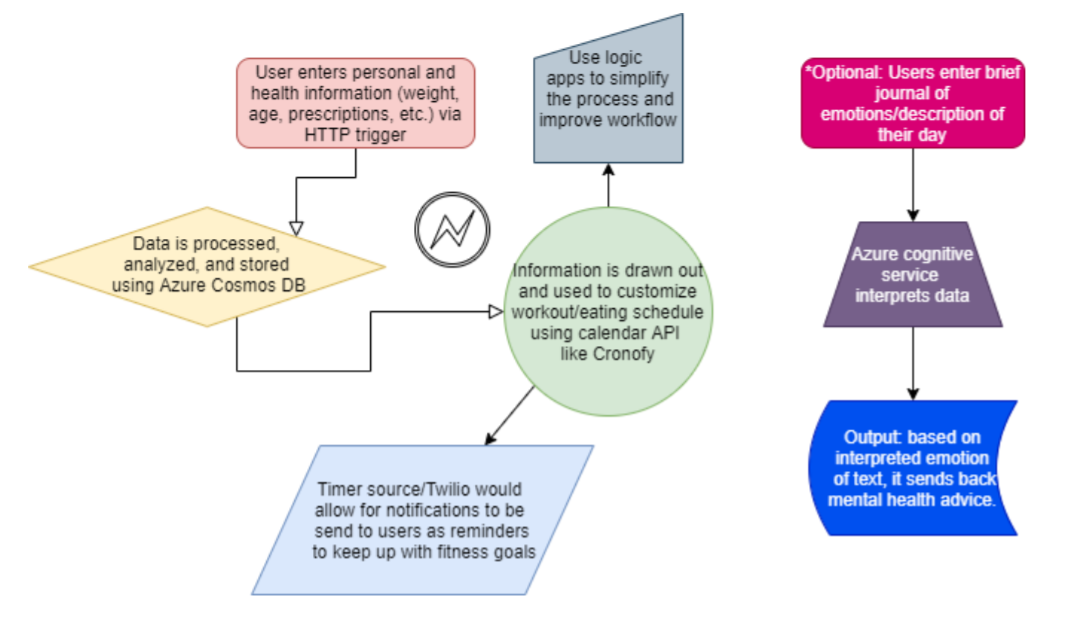 User enters personal and
health information (weight,
age, prescriptions, etc.) via
HTTP trigger
Use logic
apps to simplify
the process and
improve workflow
*Optional: Users enter brief
journal of
emotions/description of
their day
Data is processed,
analyzed, and stored
using Azure Cosmos DB
Information is drawn out
and used to customize
workout/eating schedule
using calendar API
like Cronofy
Azure cognitive
service
interprets data
Timer source/Twilio would
allow for notifications to be
send to users as reminders
to keep up with fitness goals
Output: based on
interpreted emotion
of text, it sends back
mental health advice.